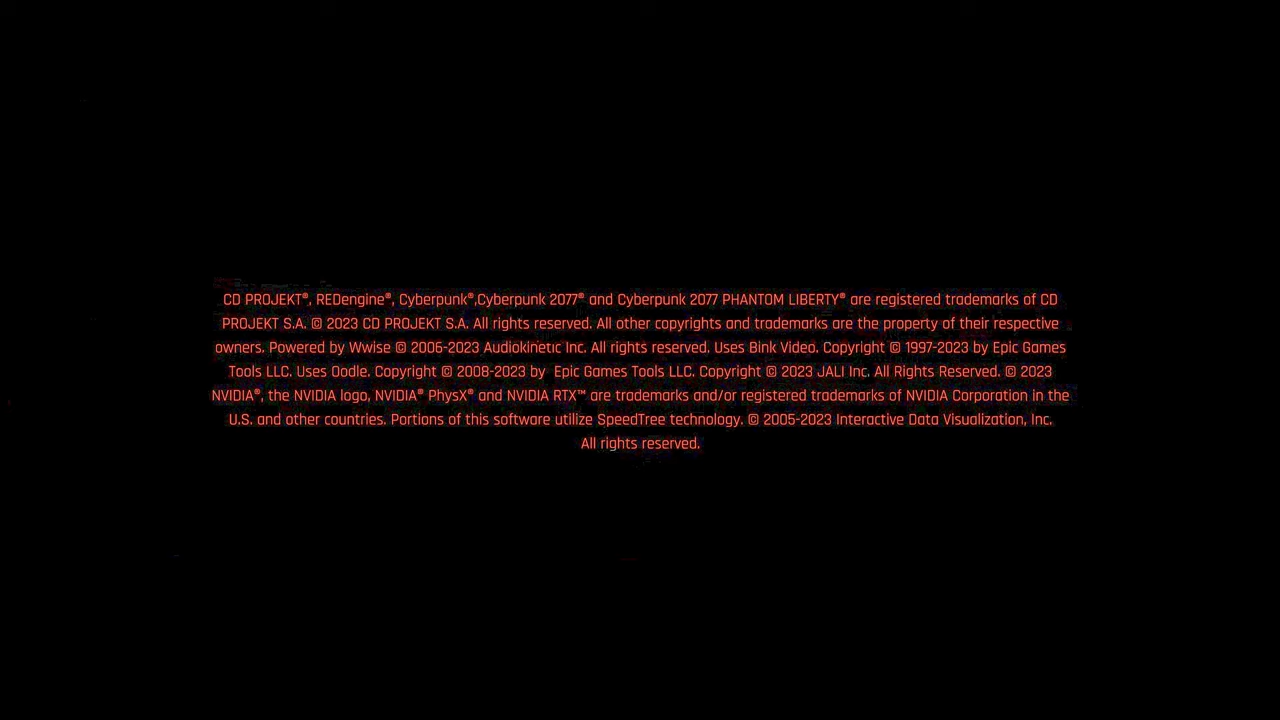 CD PROJEKT®, REDengine®, Cyberpunk®,Cyberpunk 2077® and Cyberpunk 2077 PHANTOM LIBERTY® are registered trademarks of CD
PROJEKT S.A. © 2023 CD PROJEKT S.A. All rights reserved. All other copyrights and trademarks are the property of their respective
owners. Powered by Wwise © 2006-2023 Audiokinetic Inc. All rights reserved. Uses Bink Video. Copyright © 1997-2023 by Epic Games
Tools LLC. Uses Oodle. Copyright © 2008-2023 by  Epic Games Tools LLC. Copyright © 2023 JALI Inc. All Rights Reserved. © 2023
NVIDIA®, the NVIDIA logo, NVIDIA® PhysX® and NVIDIA RTX™ are trademarks and/or registered trademarks of NVIDIA Corporation in the
U.S. and other countries. Portions of this software utilize SpeedTree technology. © 2005-2023 Interactive Data Visualization, Inc.
All rights reserved.